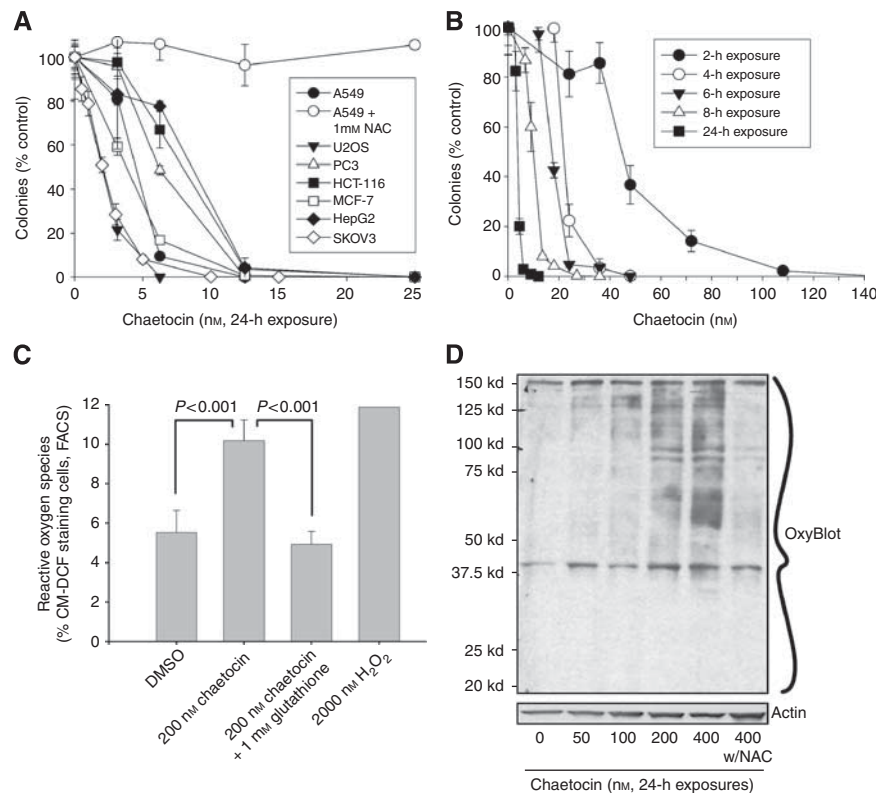 A
Colonies (% control)
100
80
60
40
20
0
0
5
10
15
20
25
Chaetocin (nM, 24-h exposure)
A549
A549 +
1mM NAC
U2OS
PC3
HCT-116
MCF-7
HepG2
SKOV3
B
Colonies (% control)
100
80
60
40
20
0
0
20
40
60
80
100
120
140
Chaetocin (nM)
2-h exposure
4-h exposure
6-h exposure
8-h exposure
24-h exposure
C
Reactive oxygen species
(% CM-DCF staining cells, FACS)
12
10
8
6
4
2
0
P<0.001
P<0.001
DMSO
200 nM chaetocin
200 nM chaetocin
+ 1 mM glutathione
2000 nM H₂O₂
D
150 kd
125 kd
100 kd
75 kd
50 kd
37.5 kd
25 kd
20 kd
OxyBlot
Actin
0 50 100 200 400 400
w/NAC
Chaetocin (nM, 24-h exposures)